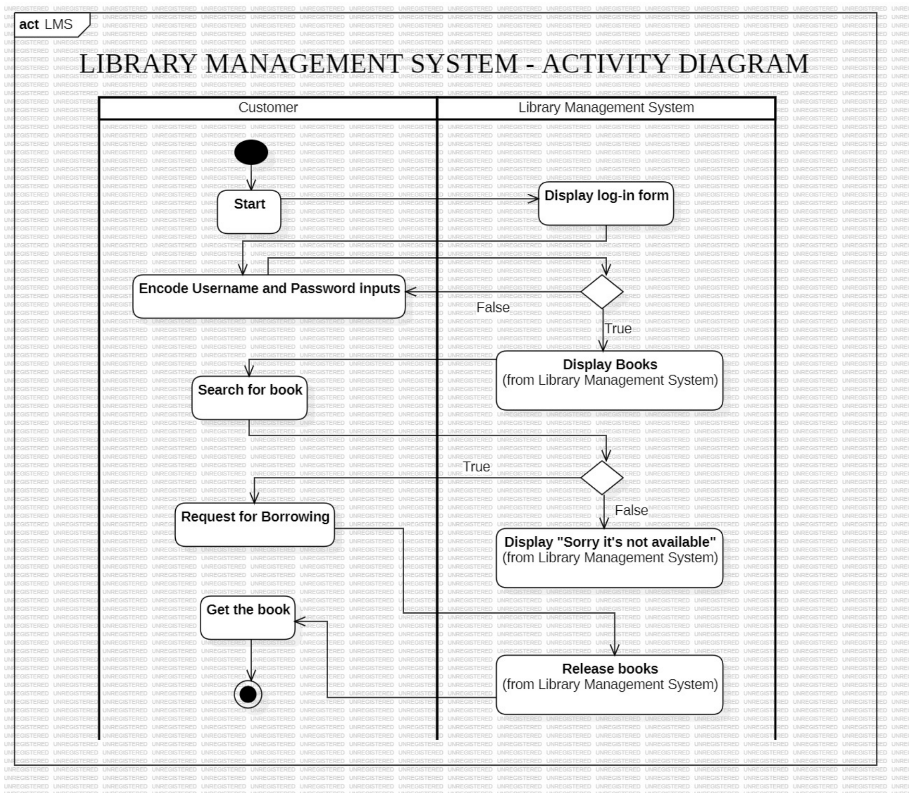 act LMS
LIBRARY MANAGEMENT SYSTEM - ACTIVITY DIAGRAM
Customer
Library Management System
Start
Display log-in form
Encode Username and Password inputs
False
True
Display Books
(from Library Management System)
Search for book
True
Request for Borrowing
False
Display "Sorry it's not available"
(from Library Management System)
Get the book
Release books
(from Library Management System)
UNREGISTERED